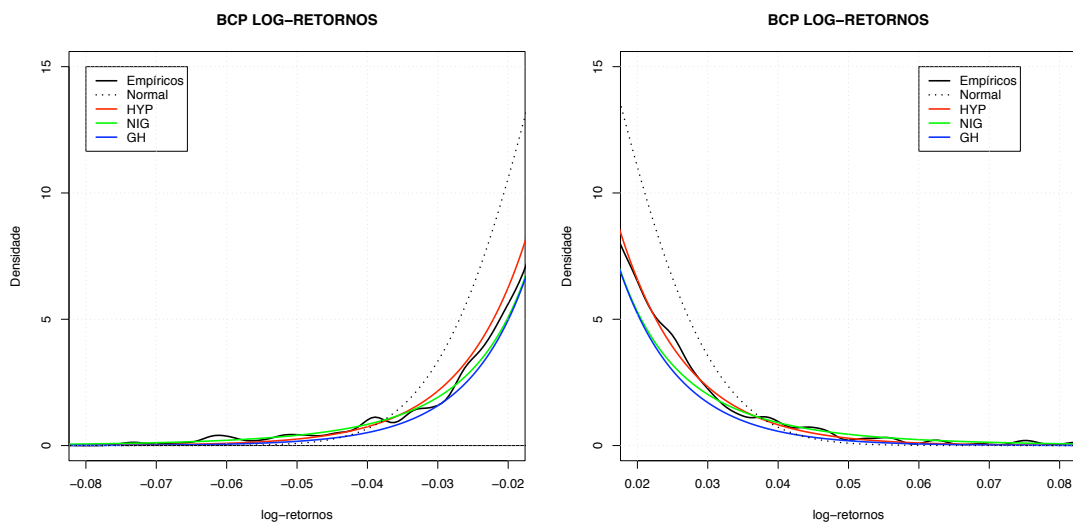 BCP LOG−RETORNOS
Densidade
15
10
5
0
Empíricos
Normal
HYP
NIG
GH
−0.08 −0.07 −0.06 −0.05 −0.04 −0.03 −0.02
log−retornos
BCP LOG−RETORNOS
Densidade
15
10
5
0
Empíricos
Normal
HYP
NIG
GH
0.02 0.03 0.04 0.05 0.06 0.07 0.08
log−retornos